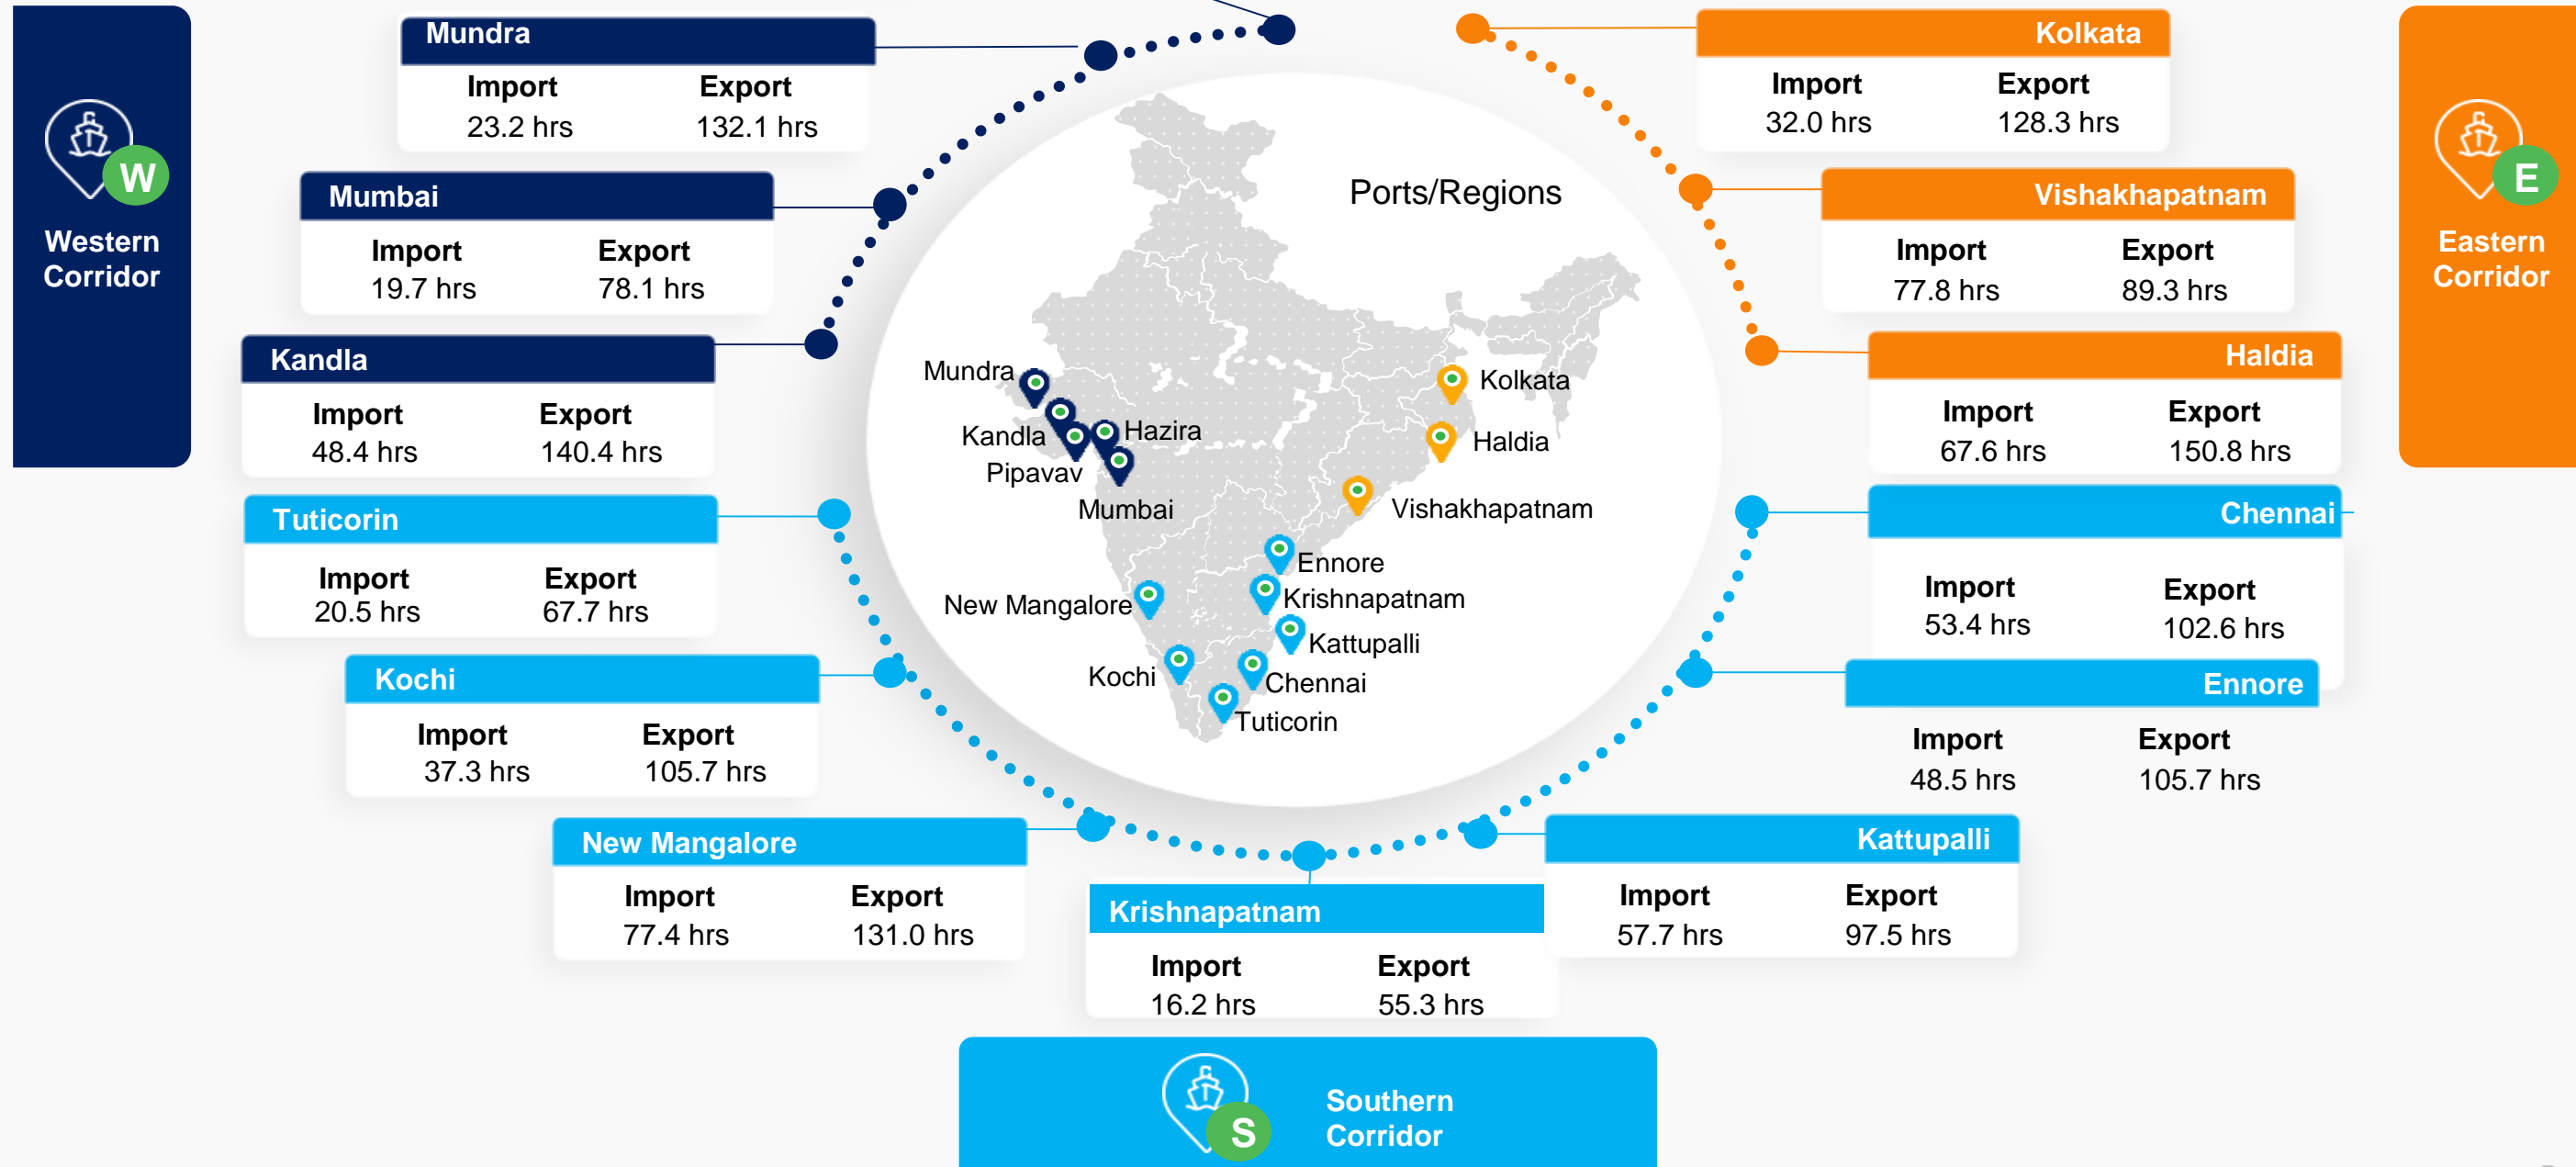 W
Western
Corridor
Mundra
Import Export
23.2 hrs 132.1 hrs
Mumbai
Import Export
19.7 hrs 78.1 hrs
Kandla
Import Export
48.4 hrs 140.4 hrs
Tuticorin
Import Export
20.5 hrs 67.7 hrs
Kochi
Import Export
37.3 hrs 105.7 hrs
New Mangalore
Import Export
77.4 hrs 131.0 hrs
Krishnapatnam
Import Export
16.2 hrs 55.3 hrs
Ports/Regions
Mundra
Kandla
Hazira
Pipavav
Mumbai
Kolkata
Haldia
Vishakhapatnam
Ennore
Krishnapatnam
New Mangalore
Kattupalli
Kochi
Chennai
Tuticorin
Kolkata
Import Export
32.0 hrs 128.3 hrs
Vishakhapatnam
Import Export
77.8 hrs 89.3 hrs
Haldia
Import Export
67.6 hrs 150.8 hrs
Chennai
Import Export
53.4 hrs 102.6 hrs
Ennore
Import Export
48.5 hrs 105.7 hrs
Kattupalli
Import Export
57.7 hrs 97.5 hrs
E
Eastern
Corridor
S
Southern
Corridor